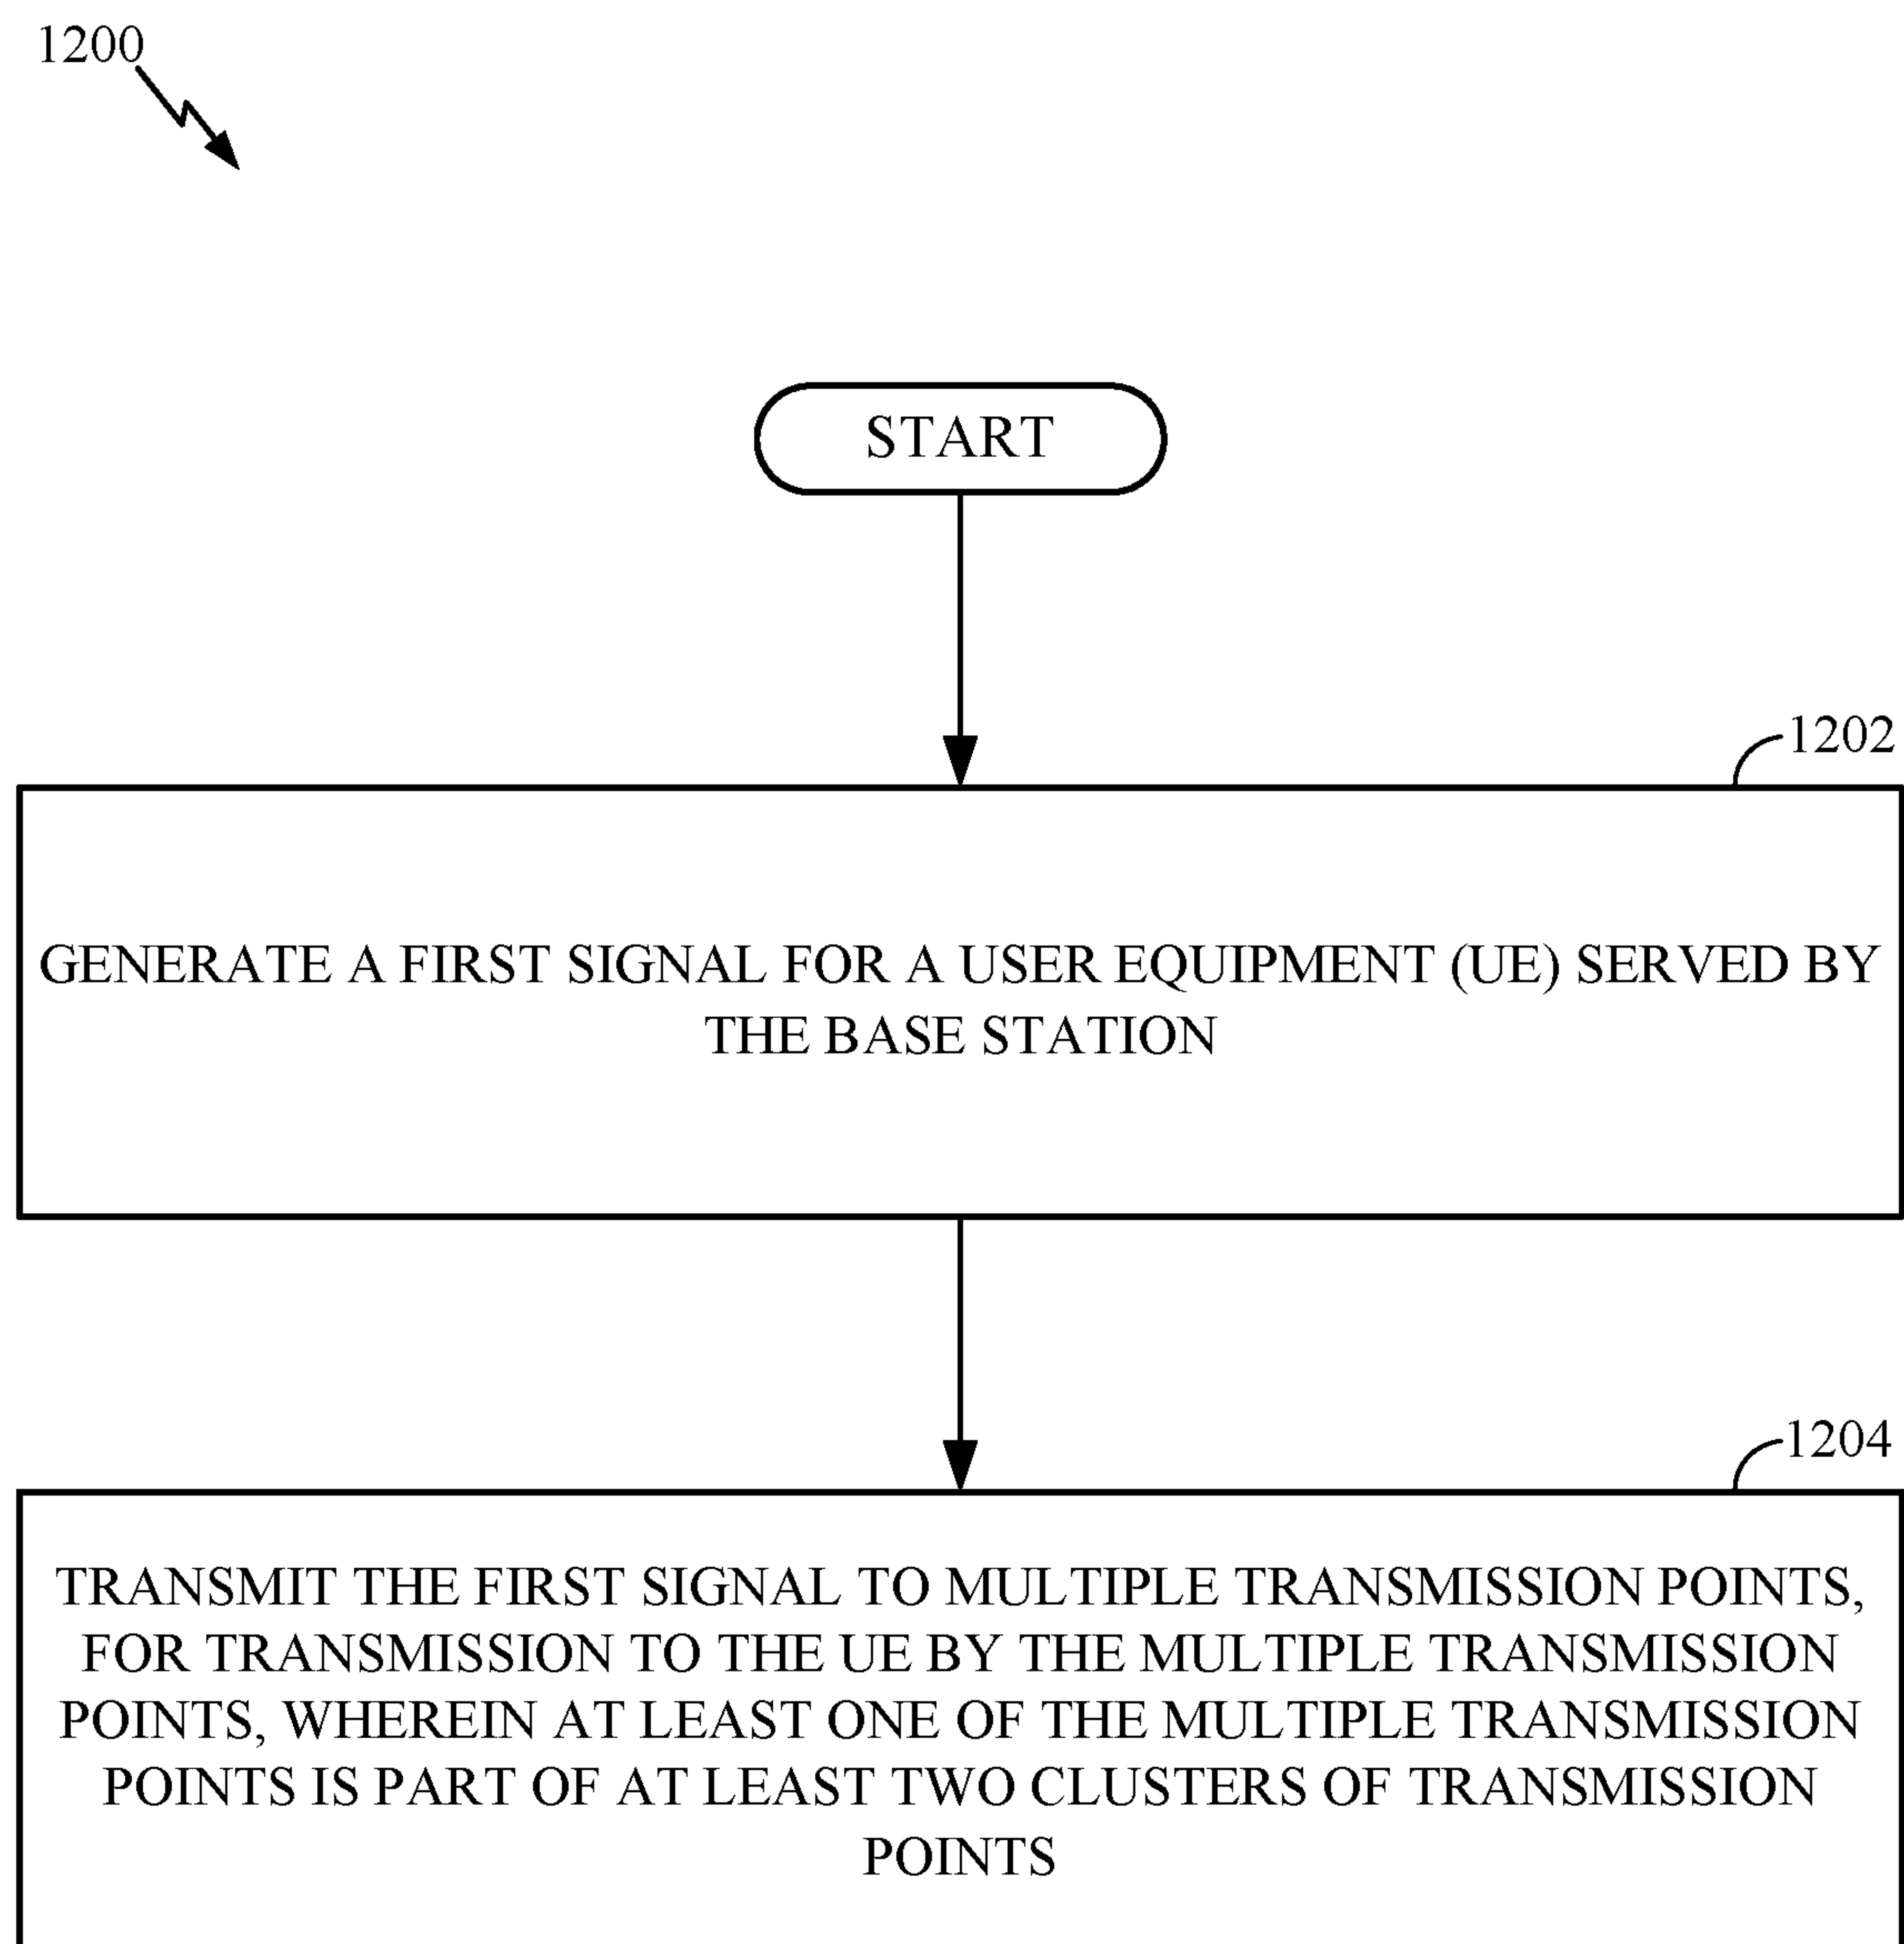 1200
START
1202
GENERATE A FIRST SIGNAL FOR A USER EQUIPMENT (UE) SERVED BY
THE BASE STATION
1204
TRANSMIT THE FIRST SIGNAL TO MULTIPLE TRANSMISSION POINTS,
FOR TRANSMISSION TO THE UE BY THE MULTIPLE TRANSMISSION
POINTS, WHEREIN AT LEAST ONE OF THE MULTIPLE TRANSMISSION
POINTS IS PART OF AT LEAST TWO CLUSTERS OF TRANSMISSION
POINTS